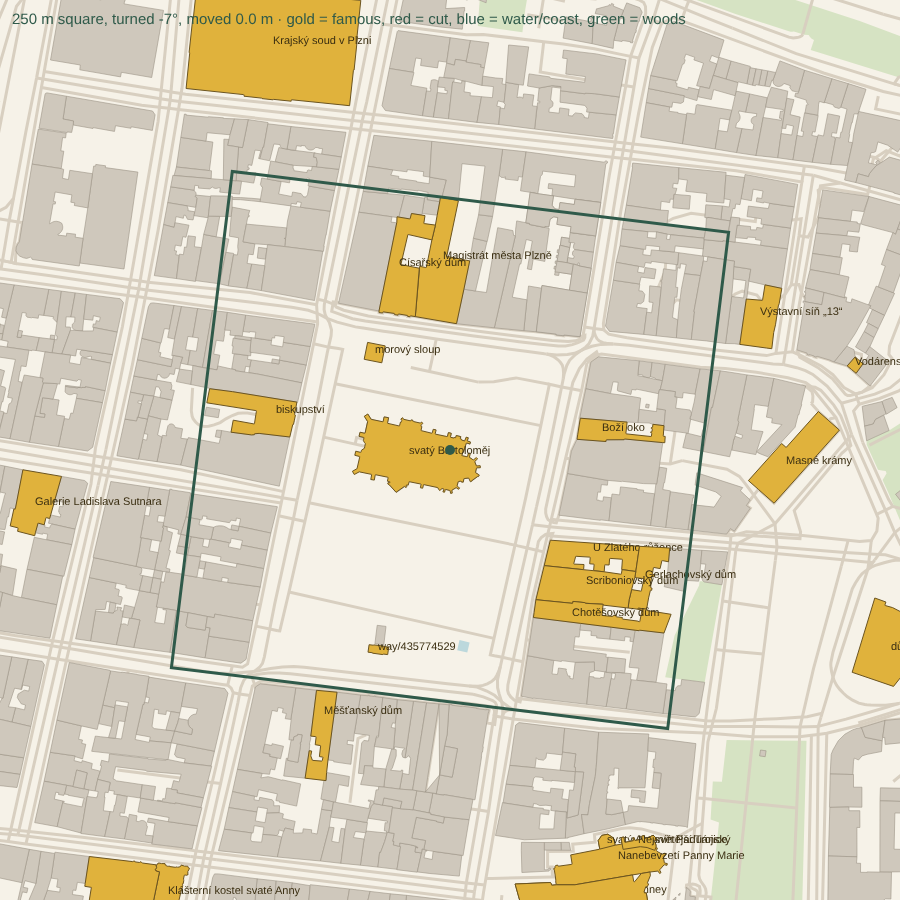 250 m square, turned -7°, moved 0.0 m · gold = famous, red = cut, blue = water/coast, green = woods
Krajský soud v Plzni
Magistrát města Plzně
Císařský dům
Výstavní síň „13“
morový sloup
Vodárens
biskupství
Boží oko
svatý Bartoloměj
Masné krámy
Galerie Ladislava Sutnara
U Zlatého růžence
Gerlachovský dům
Scriboniovský dům
Chotěšovský dům
way/435774529
dů
Měšťanský dům
Nanebevzetí Panny Marie
Klášterní kostel svaté Anny